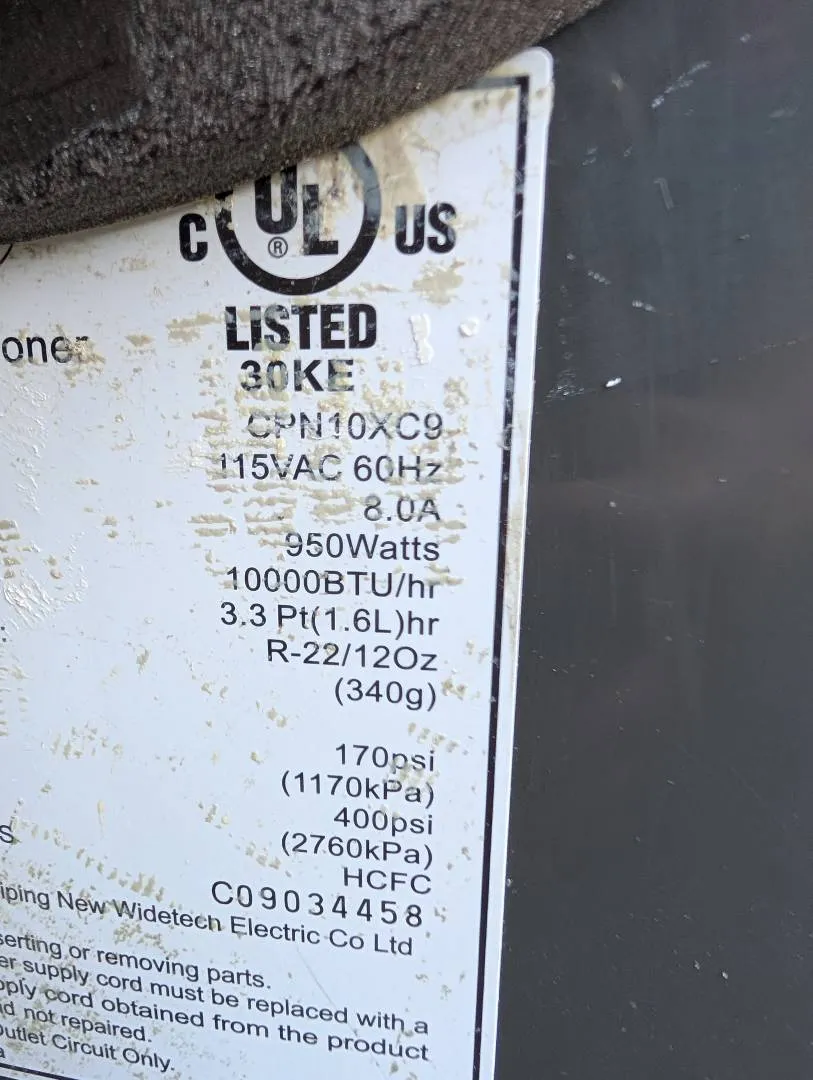 C UL US
®
LISTED
30KE
oner
CPN10XC9
115VAC 60Hz
8.0A
950Watts
10000BTU/hr
3.3 Pt(1.6L)hr
R-22/12Oz
(340g)
170psi
(1170kPa)
400psi
(2760kPa)
s
HCFC
C09034458
iping New Widetech Electric Co Ltd
serting or removing parts.
er supply cord must be replaced with a
pply cord obtained from the product
d not repaired.
Outlet Circuit Only.
a